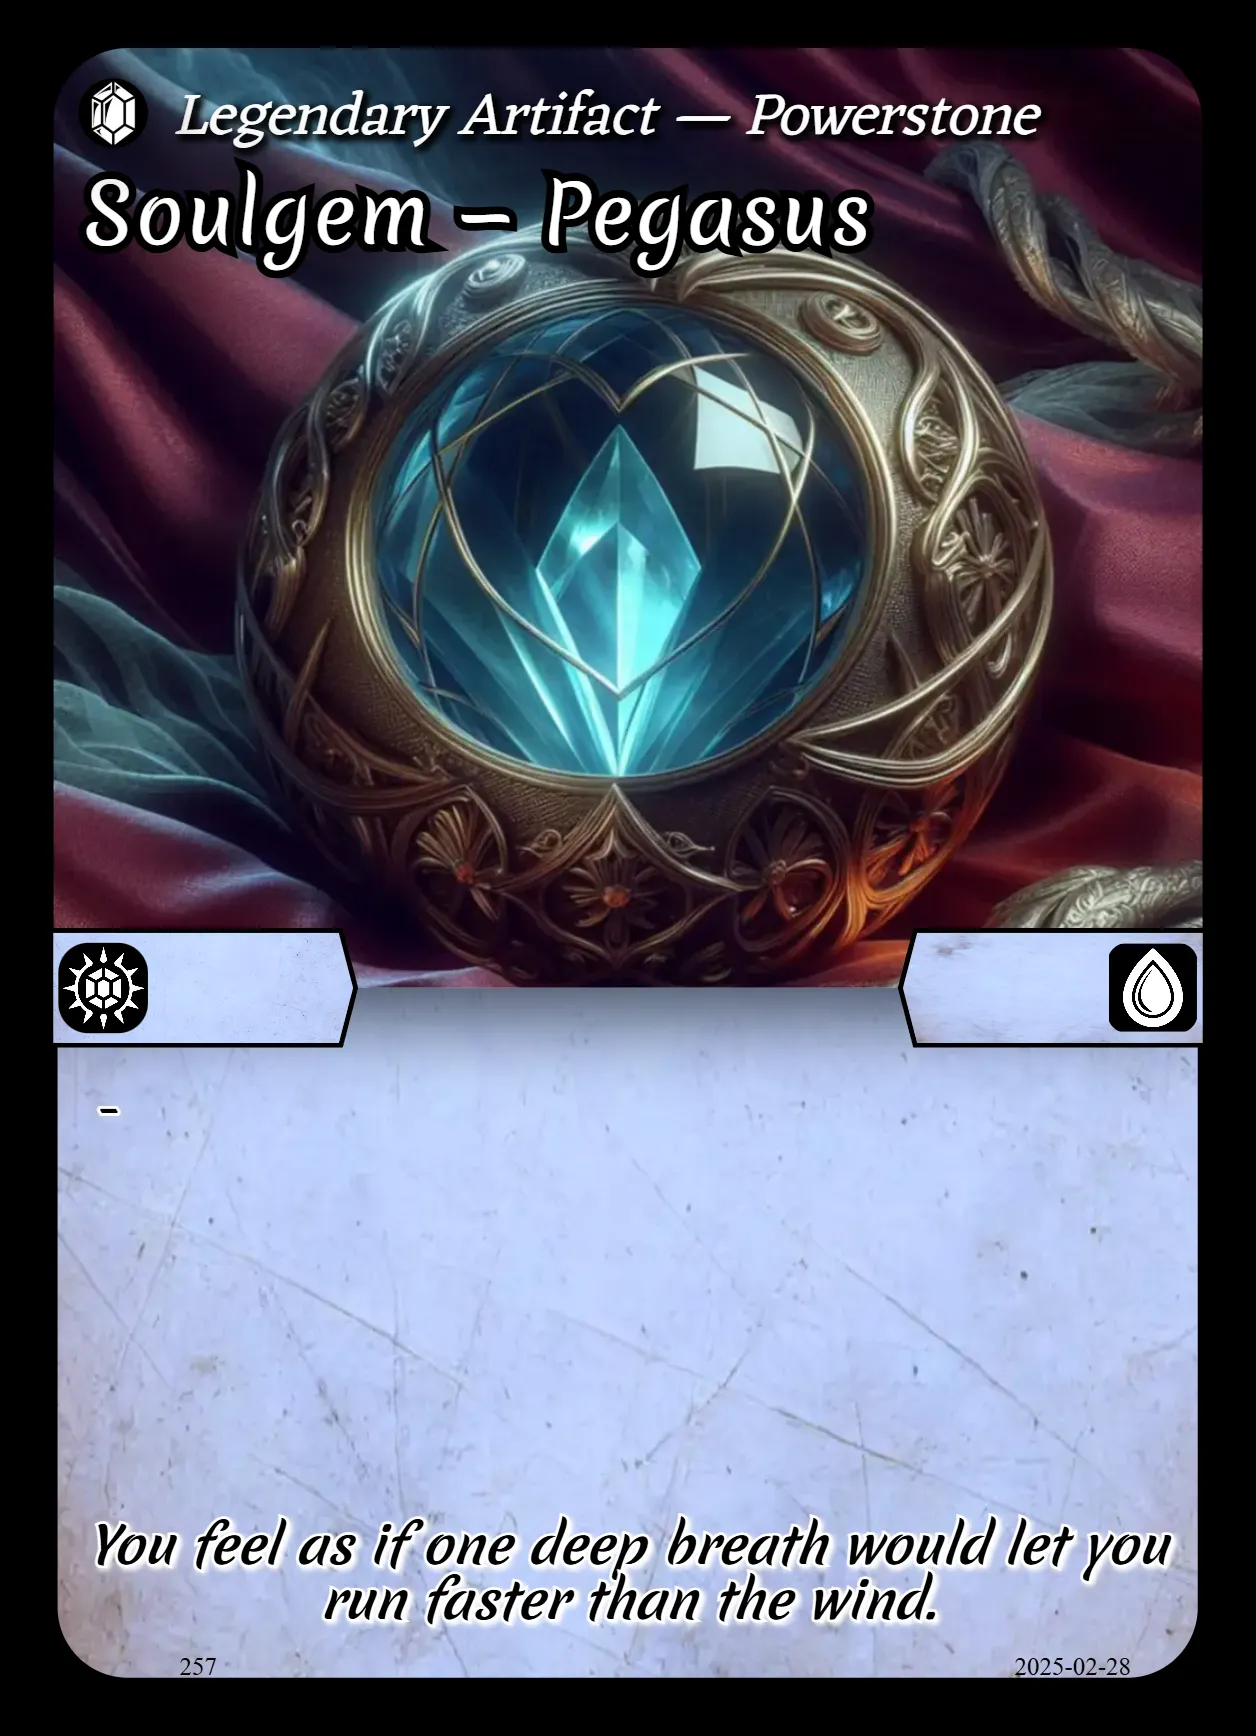 Legendary Artifact — Powerstone
Soulgem – Pegasus
-
You feel as if one deep breath would let you
run faster than the wind.
257
2025-02-28